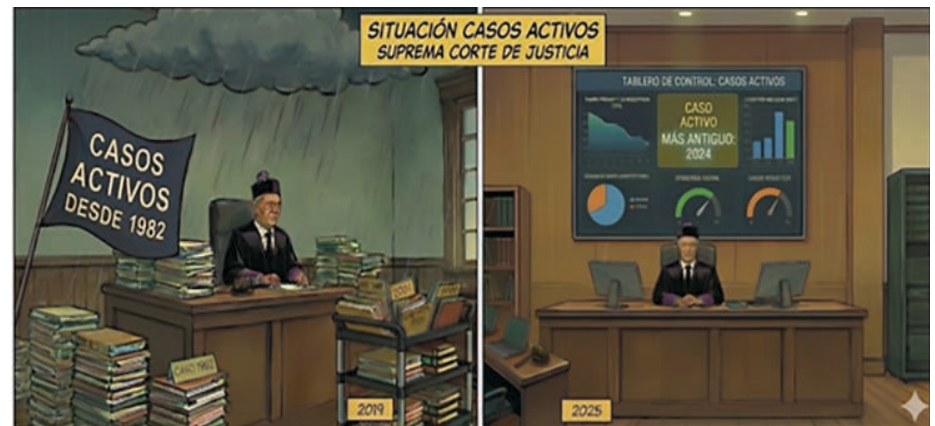 SITUACIÓN CASOS ACTIVOS
SUPREMA CORTE DE JUSTICIA
CASOS
ACTIVOS
DESDE 1982
CASO 1982
2001
2019
TABLERO DE CONTROL: CASOS ACTIVOS
CASO
ACTIVO
MÁS ANTIGUO:
2024
2025